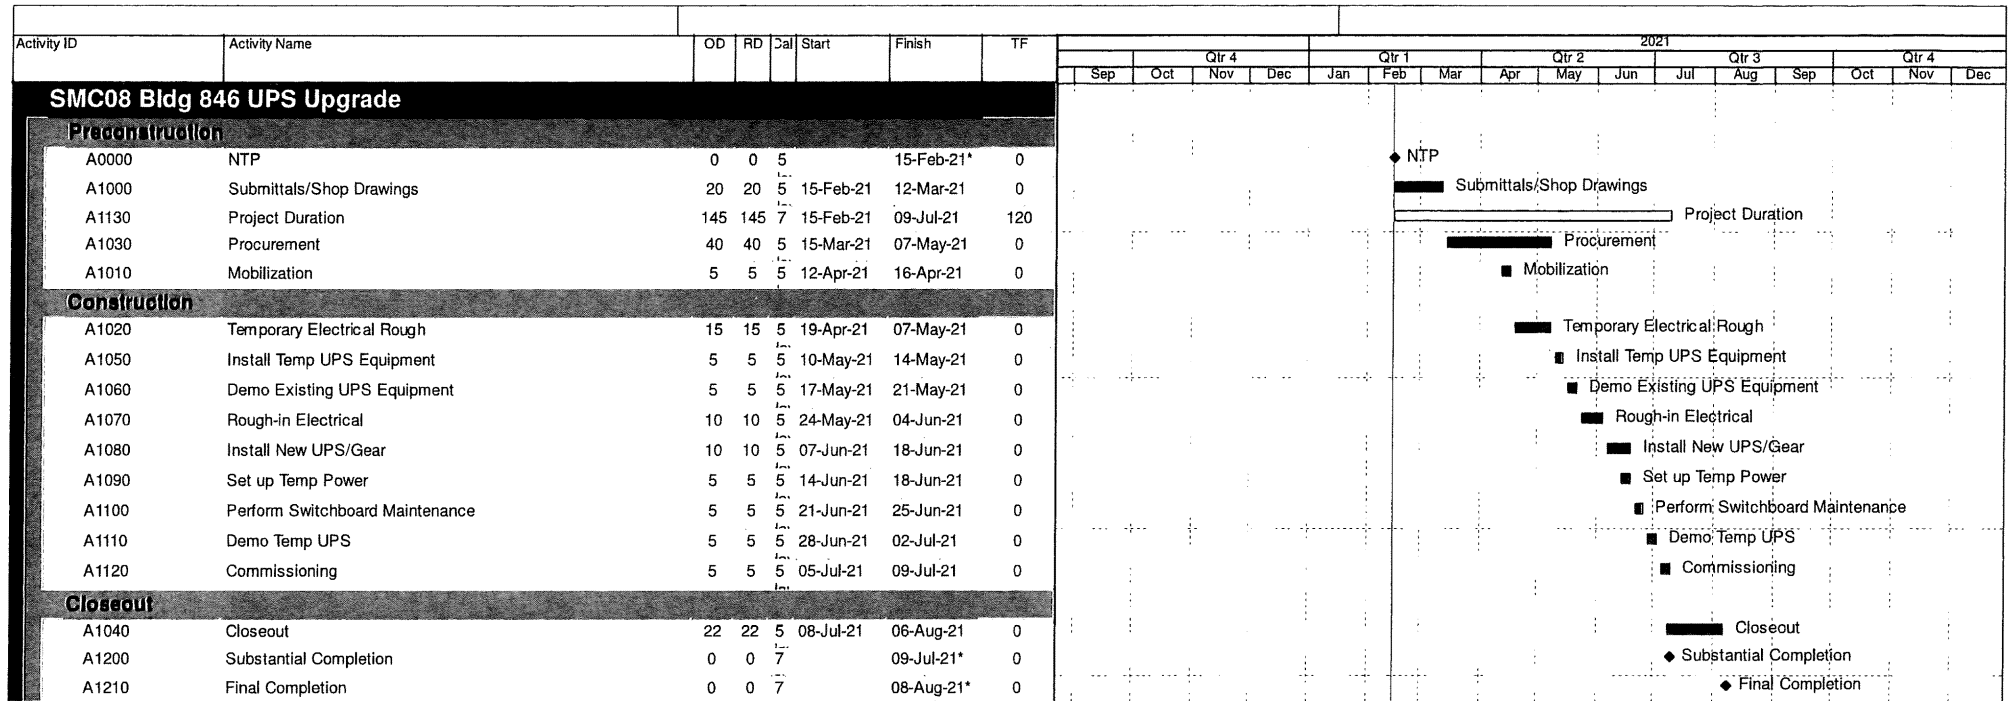 2021
Activity ID Activity Name OD RD Cal Start Finish TF
Qtr 4 Qtr 1 Qtr 2 Qtr 3 Qtr 4
Sep Oct Nov Dec Jan Feb Mar Apr May Jun Jul Aug Sep Oct Nov Dec
SMC08 Bldg 846 UPS Upgrade
Preconstruction
A0000 NTP 0 0 5 15-Feb-21* 0 NTP
A1000 Submittals/Shop Drawings 20 20 5 15-Feb-21 12-Mar-21 0 Submittals/Shop Drawings
A1130 Project Duration 145 145 7 15-Feb-21 09-Jul-21 120 Project Duration
A1030 Procurement 40 40 5 15-Mar-21 07-May-21 0 Procurement
A1010 Mobilization 5 5 5 12-Apr-21 16-Apr-21 0 Mobilization
Construction
A1020 Temporary Electrical Rough 15 15 5 19-Apr-21 07-May-21 0 Temporary Electrical Rough
A1050 Install Temp UPS Equipment 5 5 5 10-May-21 14-May-21 0 Install Temp UPS Equipment
A1060 Demo Existing UPS Equipment 5 5 5 17-May-21 21-May-21 0 Demo Existing UPS Equipment
A1070 Rough-in Electrical 10 10 5 24-May-21 04-Jun-21 0 Rough-in Electrical
A1080 Install New UPS/Gear 10 10 5 07-Jun-21 18-Jun-21 0 Install New UPS/Gear
A1090 Set up Temp Power 5 5 5 14-Jun-21 18-Jun-21 0 Set up Temp Power
A1100 Perform Switchboard Maintenance 5 5 5 21-Jun-21 25-Jun-21 0 Perform Switchboard Maintenance
A1110 Demo Temp UPS 5 5 5 28-Jun-21 02-Jul-21 0 Demo Temp UPS
A1120 Commissioning 5 5 5 05-Jul-21 09-Jul-21 0 Commissioning
Closeout
A1040 Closeout 22 22 5 08-Jul-21 06-Aug-21 0 Closeout
A1200 Substantial Completion 0 0 7 09-Jul-21* 0 Substantial Completion
A1210 Final Completion 0 0 7 08-Aug-21* 0 Final Completion